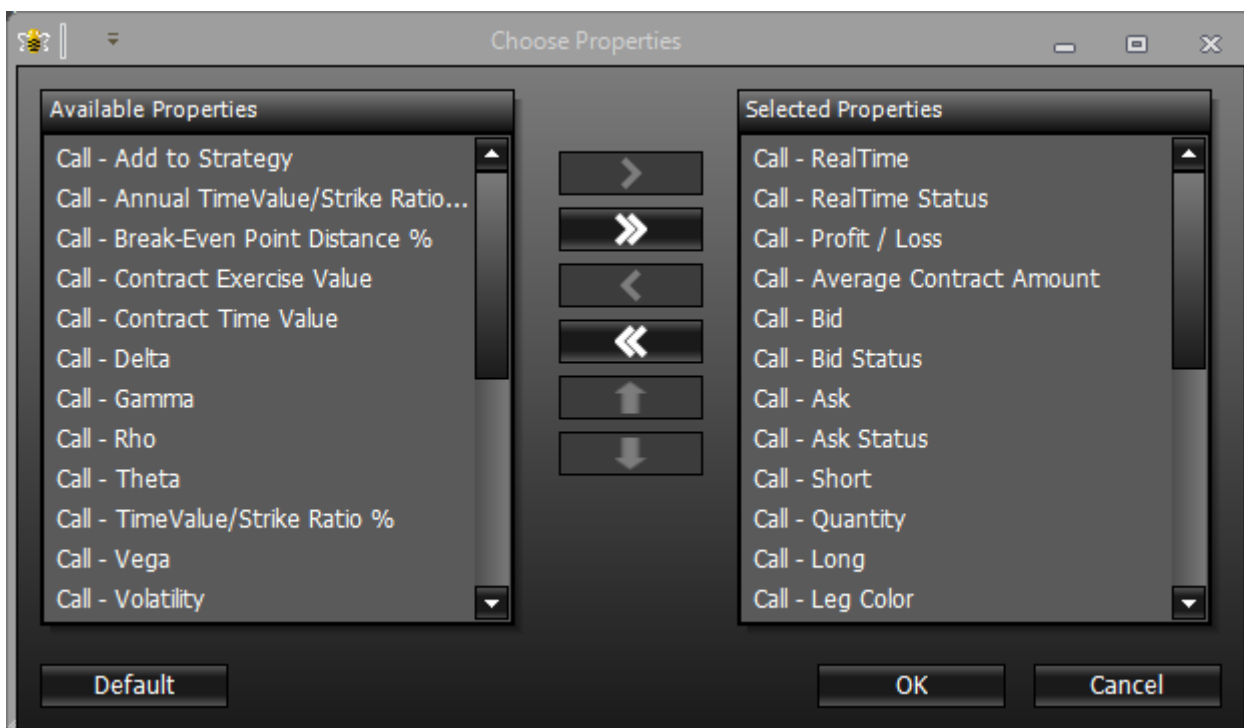 Choose Properties
Available Properties
Call - Add to Strategy
Call - Annual TimeValue/Strike Ratio...
Call - Break-Even Point Distance %
Call - Contract Exercise Value
Call - Contract Time Value
Call - Delta
Call - Gamma
Call - Rho
Call - Theta
Call - TimeValue/Strike Ratio %
Call - Vega
Call - Volatility
Selected Properties
Call - RealTime
Call - RealTime Status
Call - Profit / Loss
Call - Average Contract Amount
Call - Bid
Call - Bid Status
Call - Ask
Call - Ask Status
Call - Short
Call - Quantity
Call - Long
Call - Leg Color
Default
OK
Cancel